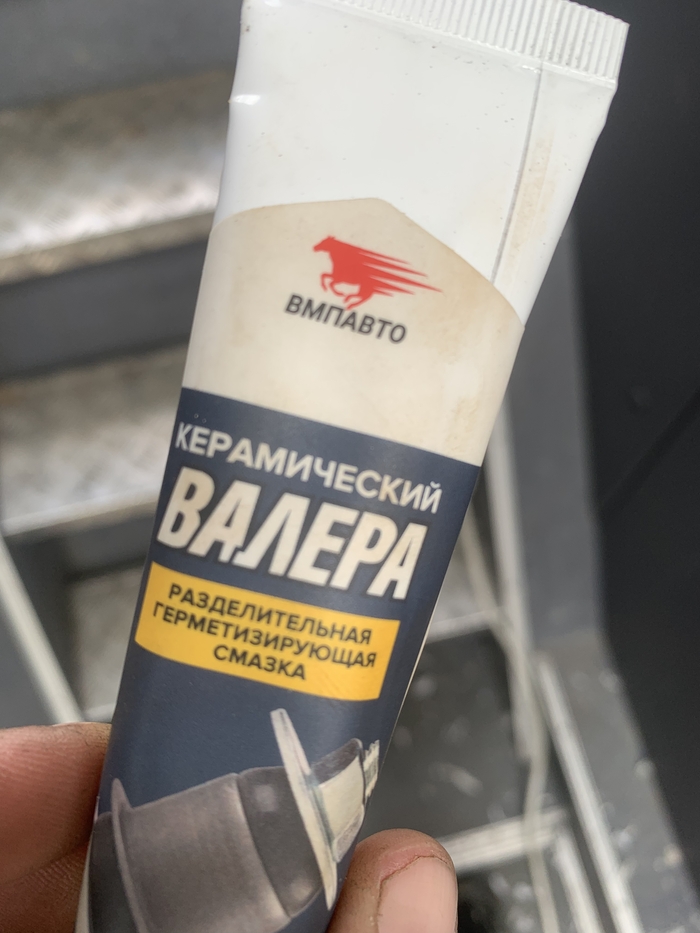 ВМПАВТО
КЕРАМИЧЕСКИЙ
ВАЛЕРА
РАЗДЕЛИТЕЛЬНАЯ
ГЕРМЕТИЗИРУЮЩАЯ
СМАЗКА